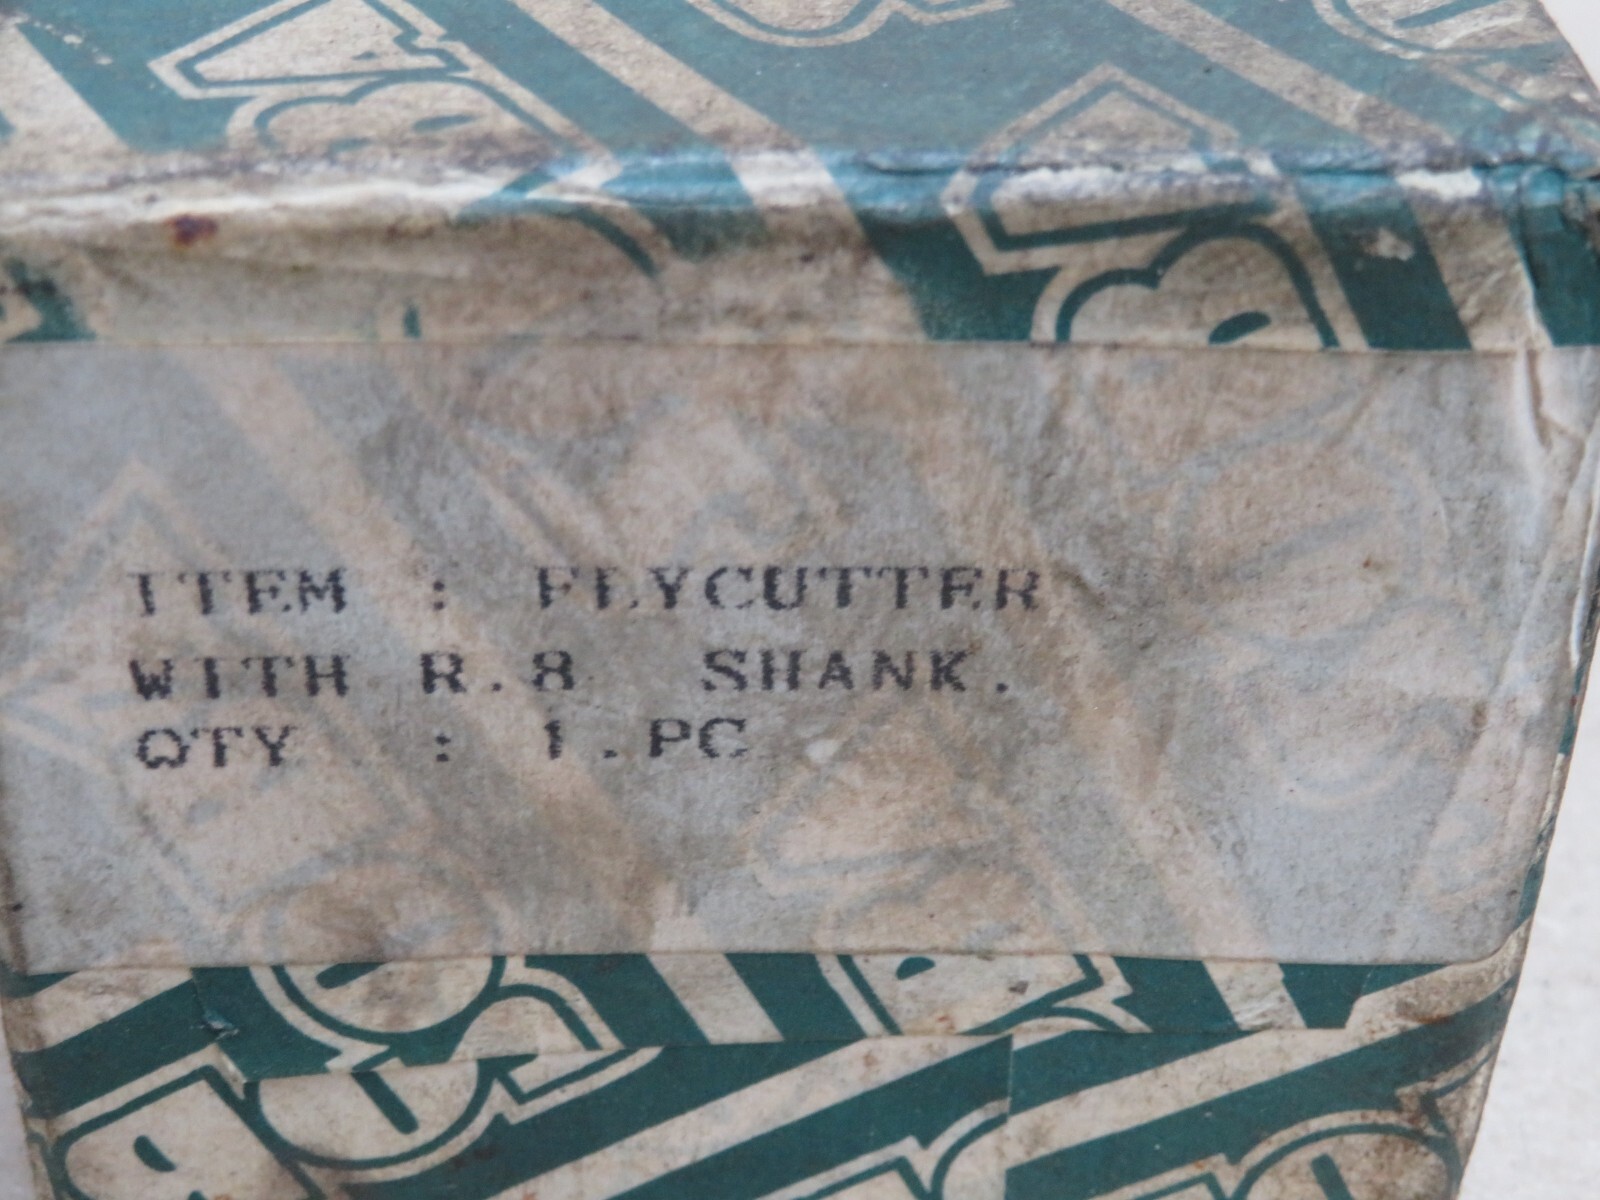 ITEM : FLYCUTTER
WITH R.8 SHANK.
QTY : 1.PC